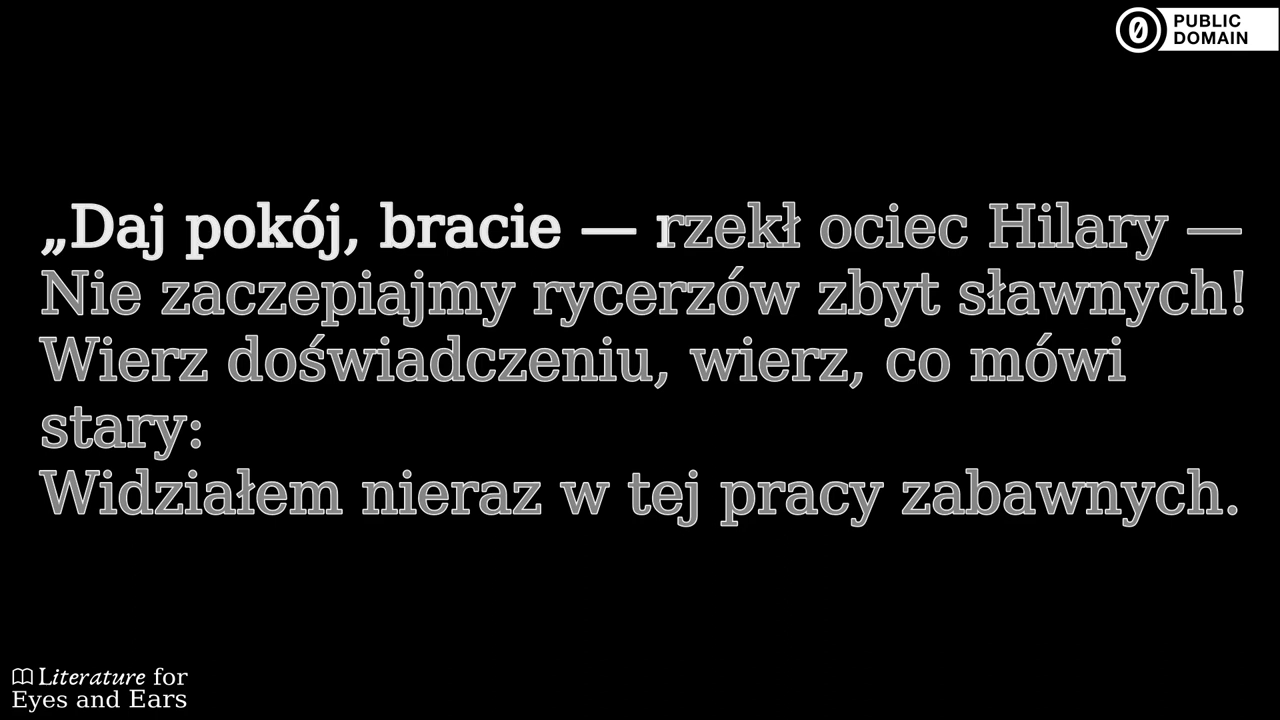 PUBLIC
DOMAIN
„Daj pokój, bracie — rzekł ociec Hilary —
Nie zaczepiajmy rycerzów zbyt sławnych!
Wierz doświadczeniu, wierz, co mówi
stary:
Widziałem nieraz w tej pracy zabawnych.
Literature for
Eyes and Ears